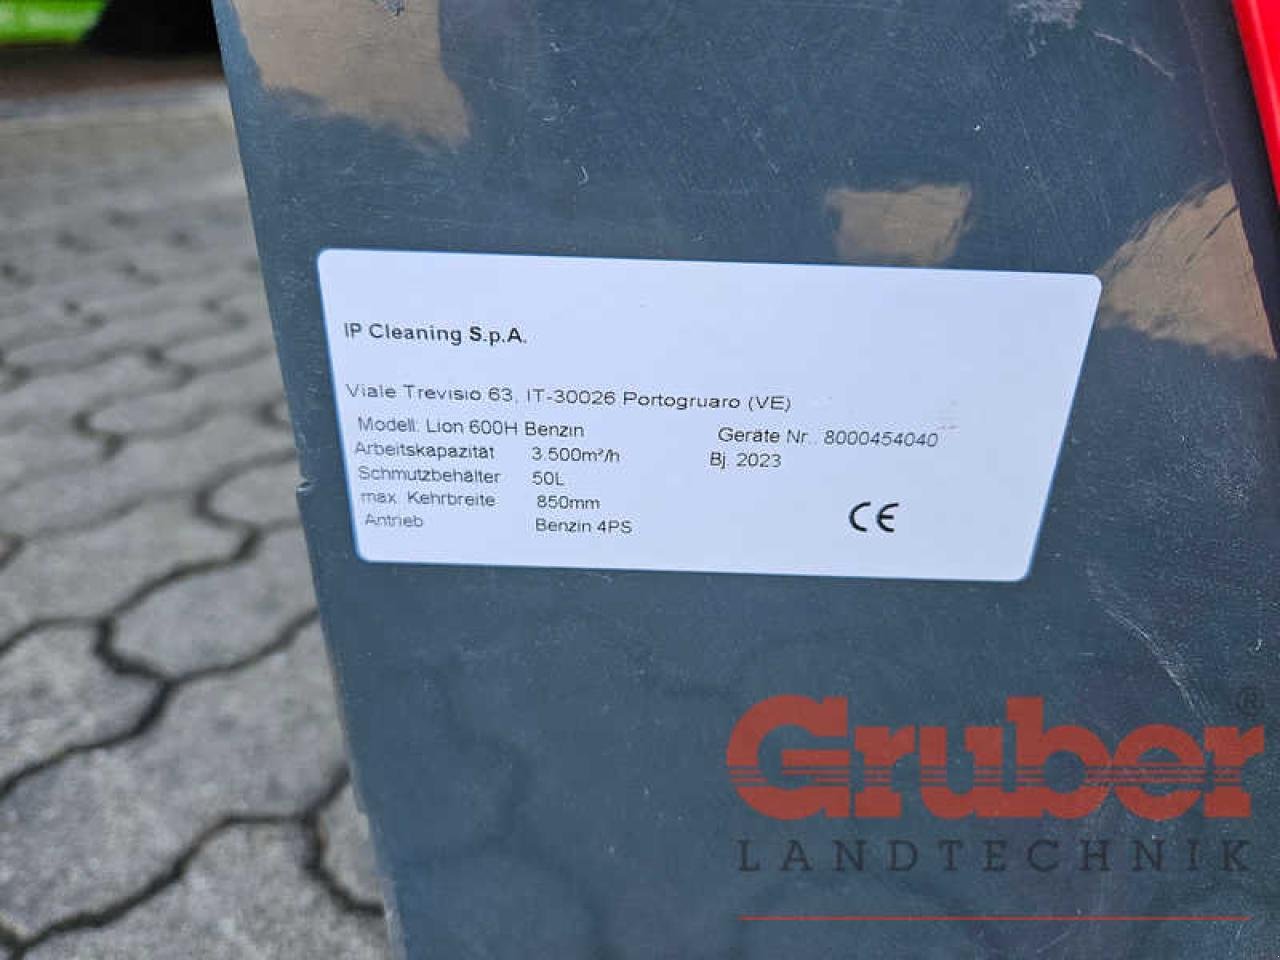 IP Cleaning S.p.A.
Viale Trevisio 63, IT-30026 Portogruaro (VE)
Modell: Lion 600H Benzin
Geräte Nr.: 8000454040
Arbeitskapazität 3.500m²/h
Bj. 2023
Schmutzbehälter 50L
max. Kehrbreite 850mm
Antrieb Benzin 4PS
CE
Gruber®
LANDTECHNIK